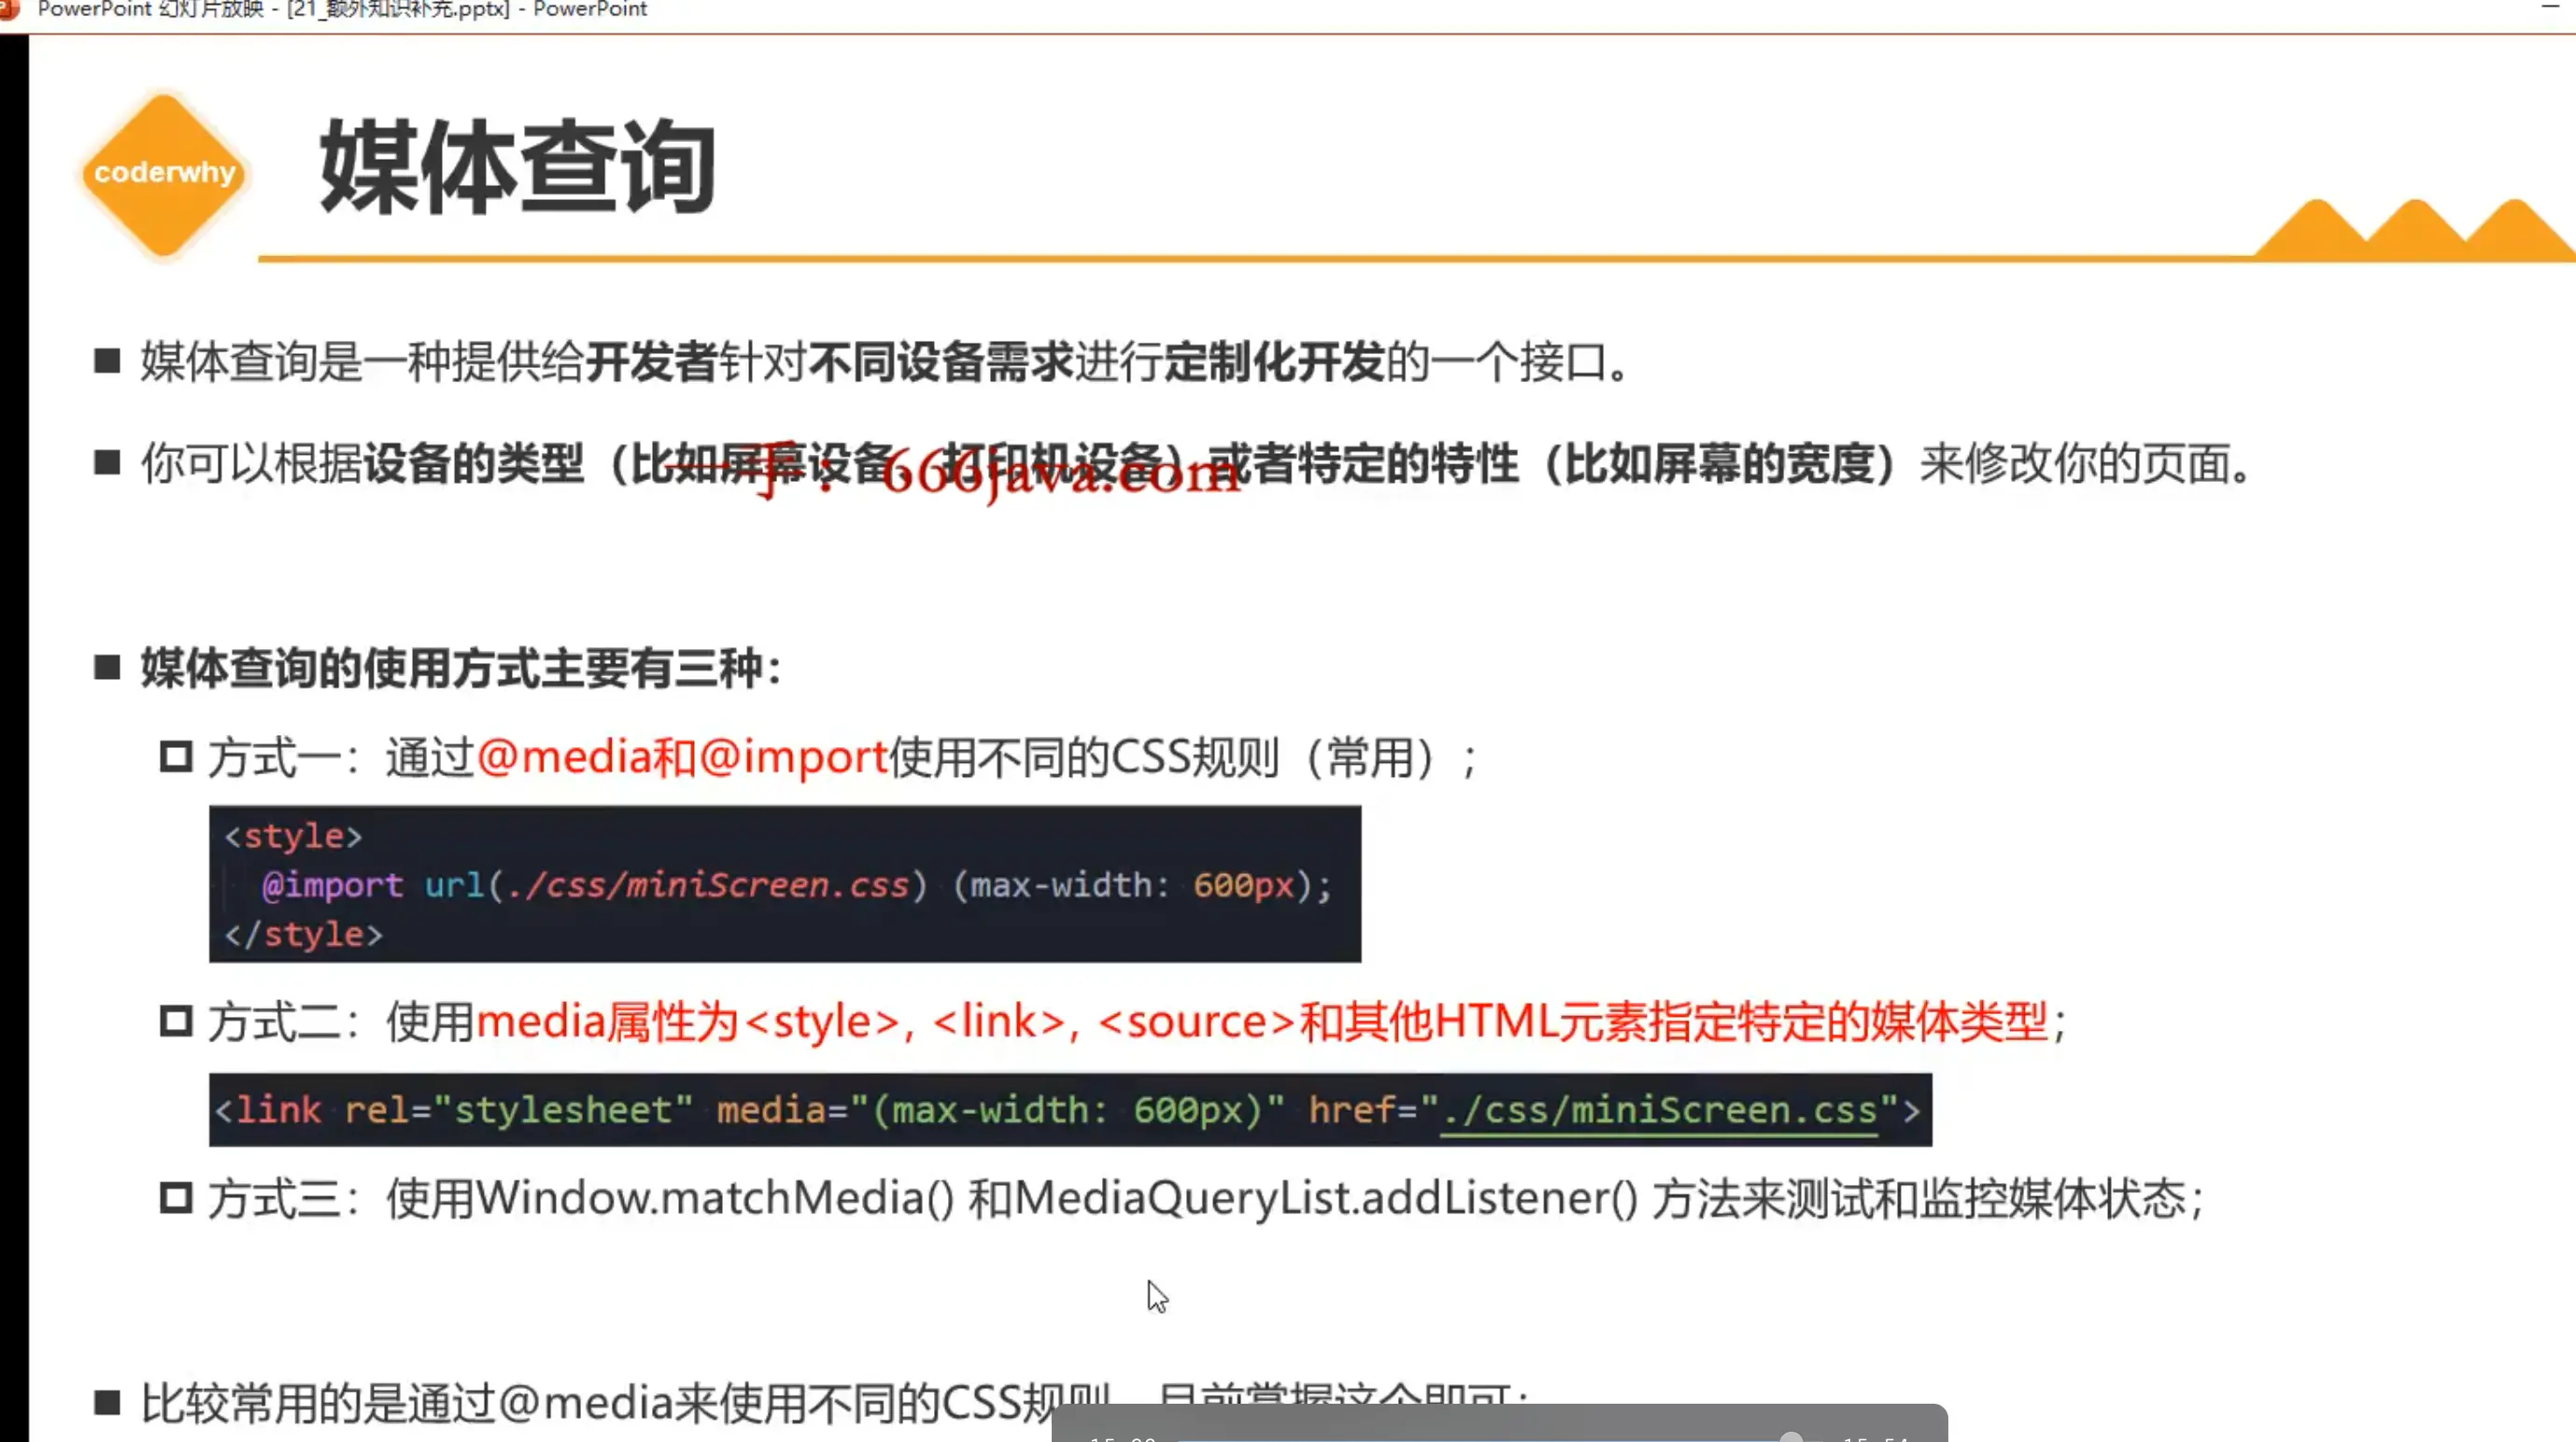 PowerPoint 幻灯片放映 - [21_额外知识补充.pptx] - PowerPoint
coderwhy
媒体查询
媒体查询是一种提供给开发者针对不同设备需求进行定制化开发的一个接口。
你可以根据设备的类型（比如屏幕设备、打印机设备）或者特定的特性（比如屏幕的宽度）来修改你的页面。
一手：666java.com
媒体查询的使用方式主要有三种：
方式一：通过@media和@import使用不同的CSS规则（常用）；
<style>
@import url(./css/miniScreen.css) (max-width: 600px);
</style>
方式二：使用media属性为<style>, <link>, <source>和其他HTML元素指定特定的媒体类型；
<link rel="stylesheet" media="(max-width: 600px)" href="./css/miniScreen.css">
方式三：使用Window.matchMedia() 和MediaQueryList.addListener() 方法来测试和监控媒体状态；
比较常用的是通过@media来使用不同的CSS规则，目前掌握这个即可；